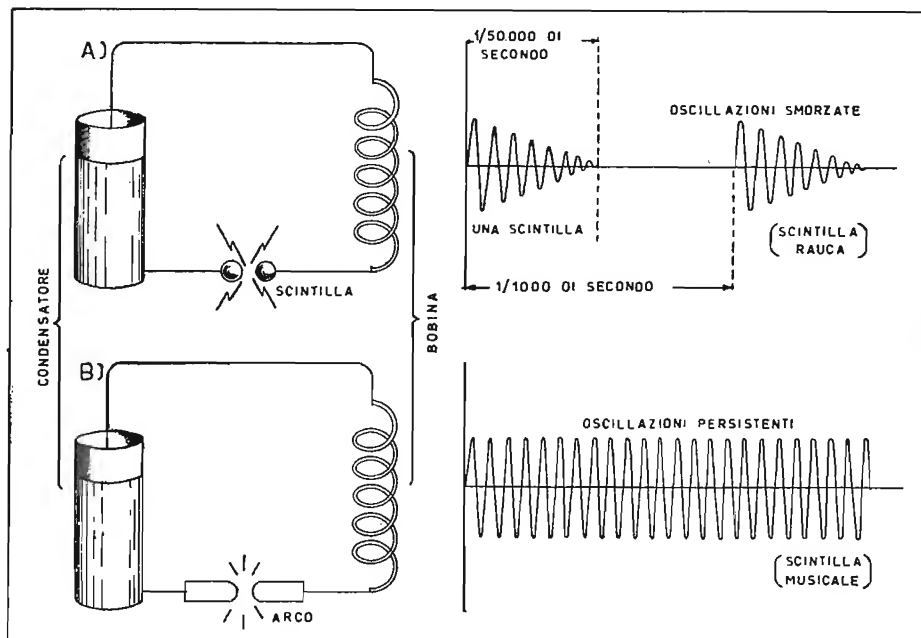 A)
1/50.000 DI
SECONDO
OSCILLAZIONI SMORZATE
UNA SCINTILLA
(SCINTILLA
RAUCA)
SCINTILLA
1/1000 DI SECONDO
CONDENSATORE
BOBINA
B)
OSCILLAZIONI PERSISTENTI
(SCINTILLA
MUSICALE)
ARCO